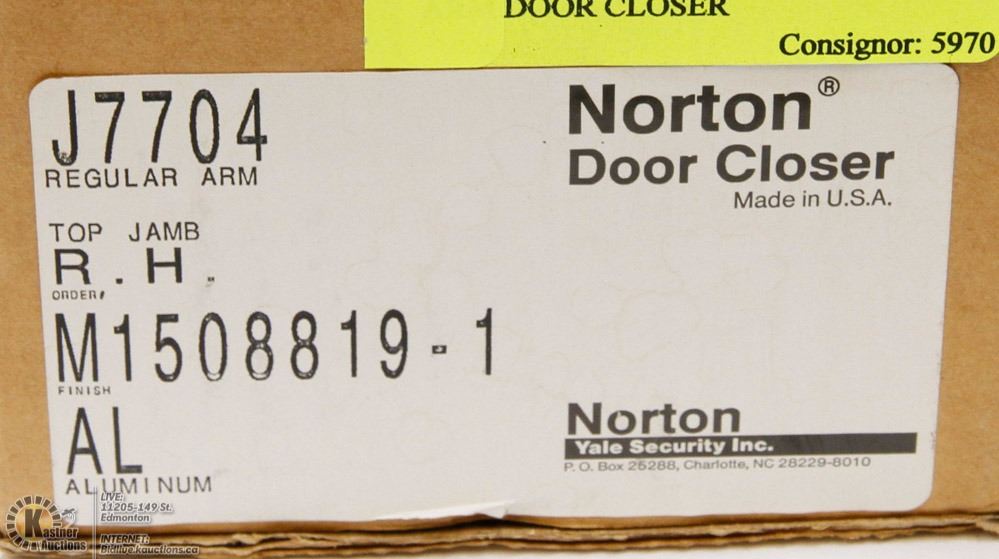 DOOR CLOSER
Consignor: 5970
J7704
REGULAR ARM
TOP JAMB
R.H.
ORDER#
M1508819-1
FINISH
AL
ALUMINUM
Norton®
Door Closer
Made in U.S.A.
Norton
Yale Security Inc.
P.O. Box 25288, Charlotte, NC 28229-8010
Kastner
Auctions
LIVE:
11205-149 St.
Edmonton
INTERNET:
Bidlive.kauctions.ca